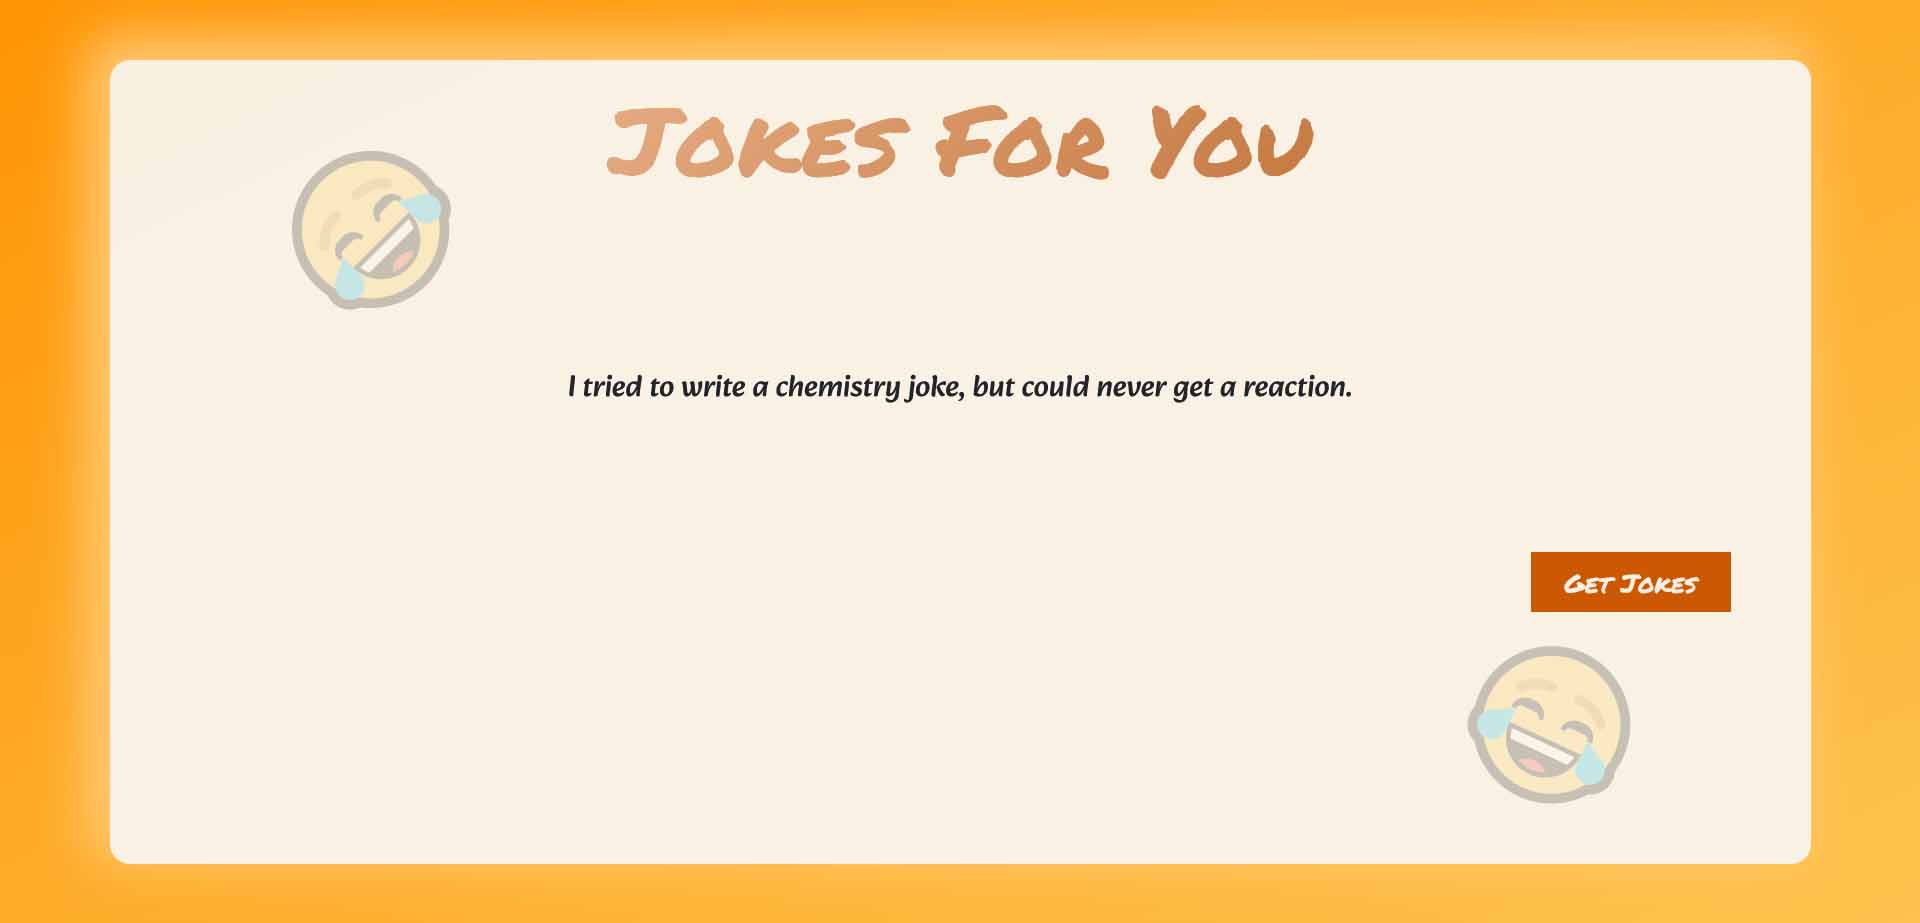 Jokes For You
I tried to write a chemistry joke, but could never get a reaction.
Get Jokes